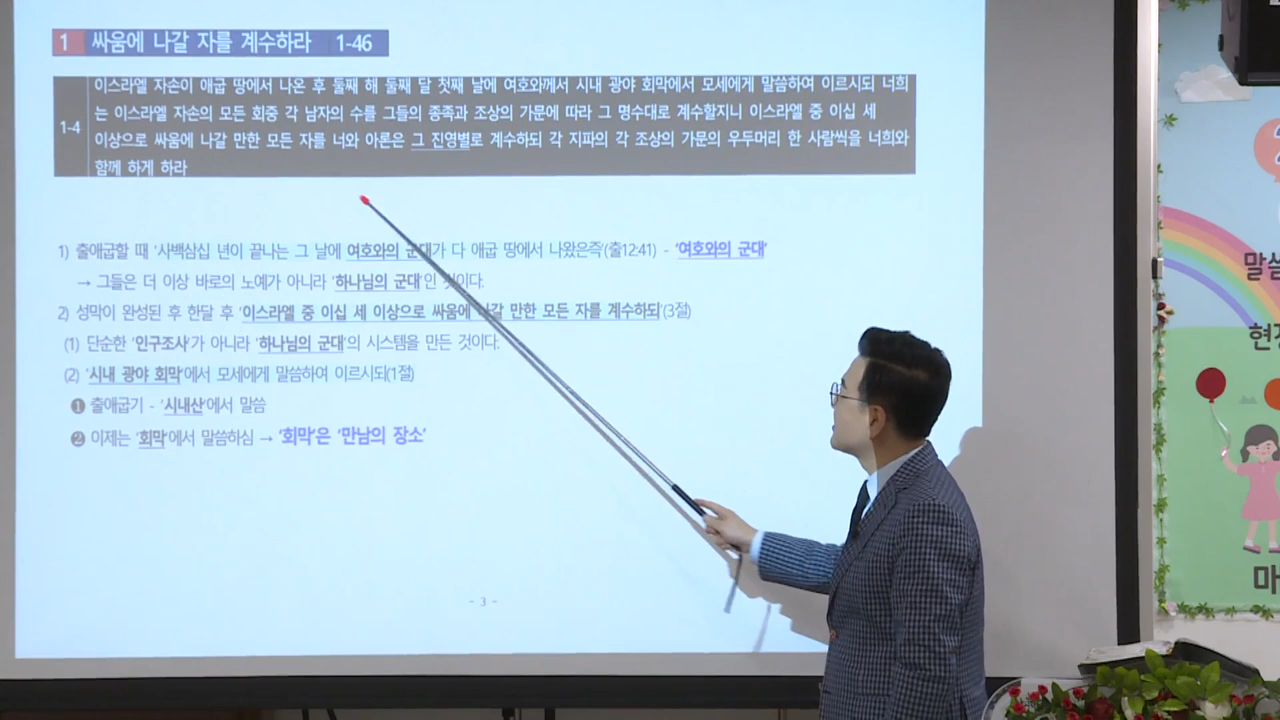 1 싸움에 나갈 자를 계수하라 1-46
이스라엘 자손이 애굽 땅에서 나온 후 둘째 해 둘째 달 첫째 날에 여호와께서 시내 광야 회막에서 모세에게 말씀하여 이르시되 너희
는 이스라엘 자손의 모든 회중 각 남자의 수를 그들의 종족과 조상의 가문에 따라 그 명수대로 계수할지니 이스라엘 중 이십 세
1-4
이상으로 싸움에 나갈 만한 모든 자를 너와 아론은 그 진영별로 계수하되 각 지파의 각 조상의 가문의 우두머리 한 사람씩을 너희와
함께 하게 하라
1) 출애굽할 때 '사백삼십 년이 끝나는 그 날에 여호와의 군대가 다 애굽 땅에서 나왔은즉'(출12:41) - '여호와의 군대'
→ 그들은 더 이상 바로의 노예가 아니라 '하나님의 군대'인 것이다.
2) 성막이 완성된 후 한달 후 '이스라엘 중 이십 세 이상으로 싸움에 나갈 만한 모든 자를 계수하되'(3절)
(1) 단순한 '인구조사'가 아니라 '하나님의 군대'의 시스템을 만든 것이다.
(2) '시내 광야 회막'에서 모세에게 말씀하여 이르시되(1절)
❶ 출애굽기 - '시내산'에서 말씀
❷ 이제는 '회막'에서 말씀하심 → '회막'은 '만남의 장소'
- 3 -
말씀
마